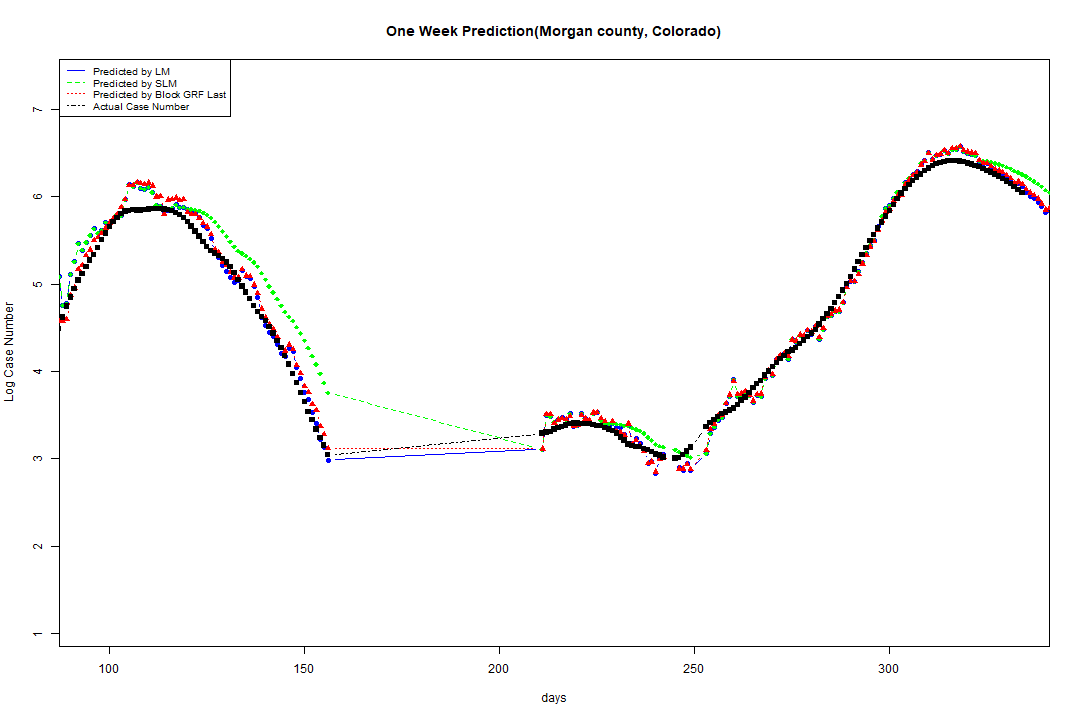 One Week Prediction(Morgan county, Colorado)
Predicted by LM
Predicted by SLM
Predicted by Block GRF Last
Actual Case Number
7
6
5
4
3
2
1
Log Case Number
100 150 200 250 300
days